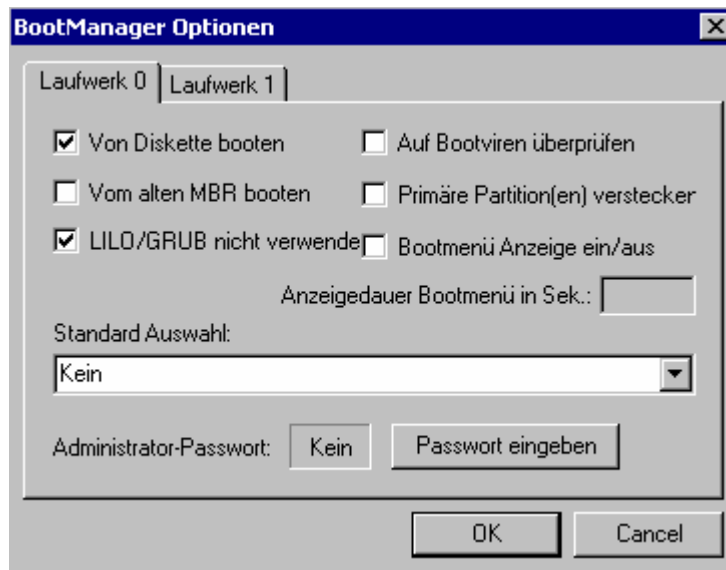 BootManager Optionen
Laufwerk 0 Laufwerk 1
Von Diskette booten Auf Bootviren überprüfen
Vom alten MBR booten Primäre Partition(en) verstecker
LILO/GRUB nicht verwende Bootmenü Anzeige ein/aus
Anzeigedauer Bootmenü in Sek.:
Standard Auswahl:
Kein
Administrator-Passwort: Kein Passwort eingeben
OK Cancel